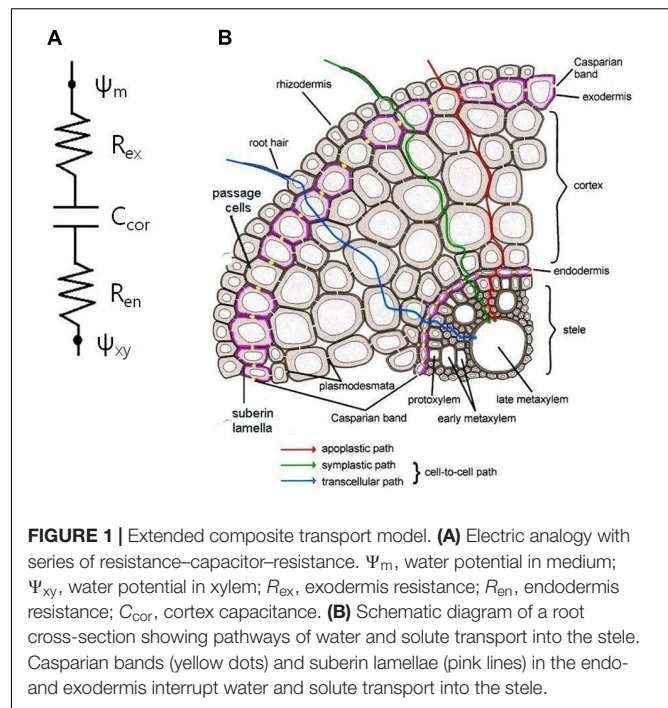 A
Ψm
Rex
Ccor
Ren
Ψxy
B
Casparian
band
rhizodermis
exodermis
root hair
cortex
passage
cells
endodermis
stele
plasmodesmata
protoxylem
late metaxylem
suberin
lamella
Casparian band
early metaxylem
apoplastic path
symplastic path
cell-to-cell path
transcellular path
FIGURE 1 | Extended composite transport model. (A) Electric analogy with
series of resistance–capacitor–resistance. Ψm, water potential in medium;
Ψxy, water potential in xylem; Rex, exodermis resistance; Ren, endodermis
resistance; Ccor, cortex capacitance. (B) Schematic diagram of a root
cross-section showing pathways of water and solute transport into the stele.
Casparian bands (yellow dots) and suberin lamellae (pink lines) in the endo-
and exodermis interrupt water and solute transport into the stele.